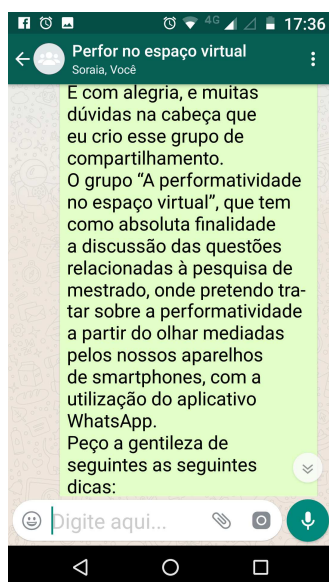 4G 17:36
Perfor no espaço virtual
Soraia, Você
E com alegria, e muitas
dúvidas na cabeça que
eu crio esse grupo de
compartilhamento.
O grupo “A performatividade
no espaço virtual”, que tem
como absoluta finalidade
a discussão das questões
relacionadas à pesquisa de
mestrado, onde pretendo tra-
tar sobre a performatividade
a partir do olhar mediadas
pelos nossos aparelhos
de smartphones, com a
utilização do aplicativo
WhatsApp.
Peço a gentileza de
seguintes as seguintes
dicas:
Digite aqui...